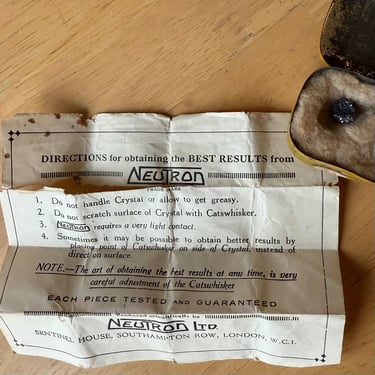 DIRECTIONS for obtaining the BEST RESULTS from
NEUTRON
TRADE MARK
1. Do not handle Crystal or allow to get greasy.
2. Do not scratch surface of Crystal with Catswhisker.
3. NEUTRON requires a very light contact.
4. Sometimes it may be possible to obtain better results by
placing point of Catswhisker on side of Crystal, instead of
direct on surface.
NOTE.—The art of obtaining the best results at any time, is very
careful adjustment of the Catswhisker
EACH PIECE TESTED AND GUARANTEED
Produced scientifically by
NEUTRON LTD.
SENTINEL HOUSE, SOUTHAMPTON ROW, LONDON, W.C.1.